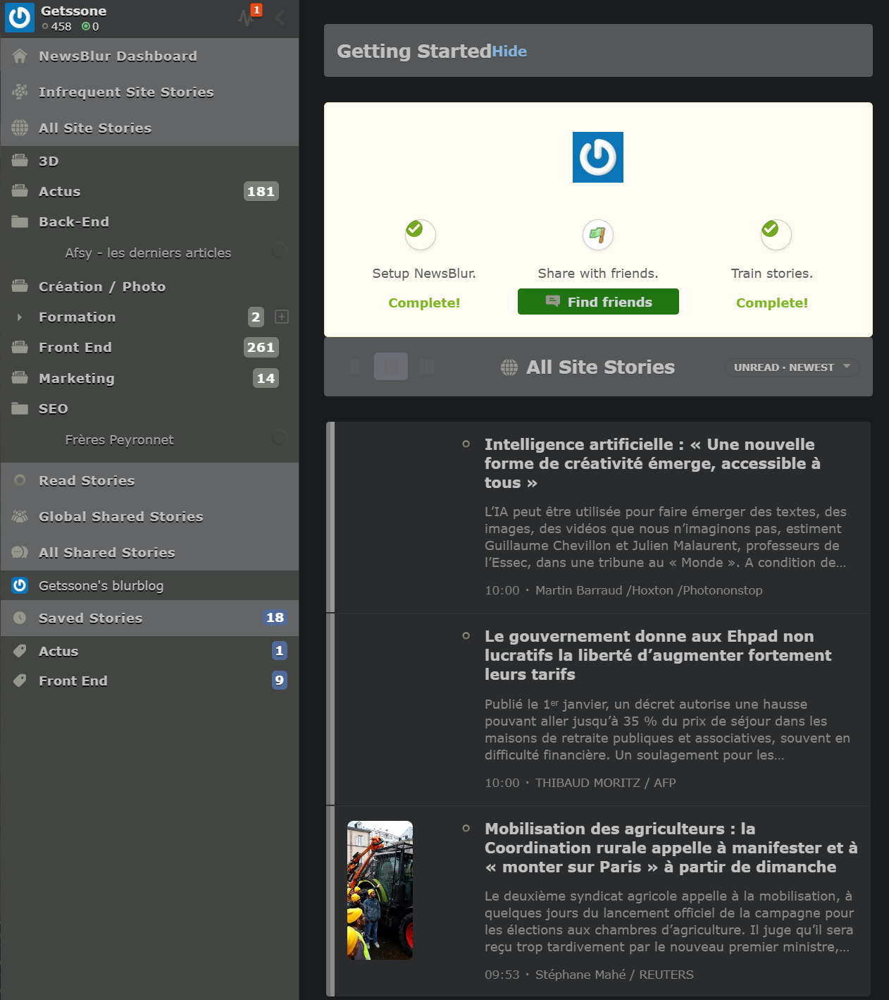 Getssone
458 0
1
NewsBlur Dashboard
Infrequent Site Stories
All Site Stories
3D
Actus 181
Back-End
Afsy - les derniers articles
Création / Photo
Formation 2
Front End 261
Marketing 14
SEO
Frères Peyronnet
Read Stories
Global Shared Stories
All Shared Stories
Getssone's blurblog
Saved Stories 18
Actus 1
Front End 9
Getting StartedHide
Setup NewsBlur.
Complete!
Share with friends.
Find friends
Train stories.
Complete!
All Site Stories
UNREAD · NEWEST
Intelligence artificielle : « Une nouvelle
forme de créativité émerge, accessible à
tous »
L’IA peut être utilisée pour faire émerger des textes, des
images, des vidéos que nous n’imaginons pas, estiment
Guillaume Chevillon et Julien Malaurent, professeurs de
l’Essec, dans une tribune au « Monde ». A condition de…
10:00 · Martin Barraud /Hoxton /Photononstop
Le gouvernement donne aux Ehpad non
lucratifs la liberté d’augmenter fortement
leurs tarifs
Publié le 1ᵉʳ janvier, un décret autorise une hausse
pouvant aller jusqu’à 35 % du prix de séjour dans les
maisons de retraite publiques et associatives, souvent en
difficulté financière. Un soulagement pour les…
10:00 · THIBAUD MORITZ / AFP
Mobilisation des agriculteurs : la
Coordination rurale appelle à manifester et à
« monter sur Paris » à partir de dimanche
Le deuxième syndicat agricole appelle à la mobilisation, à
quelques jours du lancement officiel de la campagne pour
les élections aux chambres d’agriculture. Il juge qu’il sera
reçu trop tardivement par le nouveau premier ministre,…
09:53 · Stéphane Mahé / REUTERS